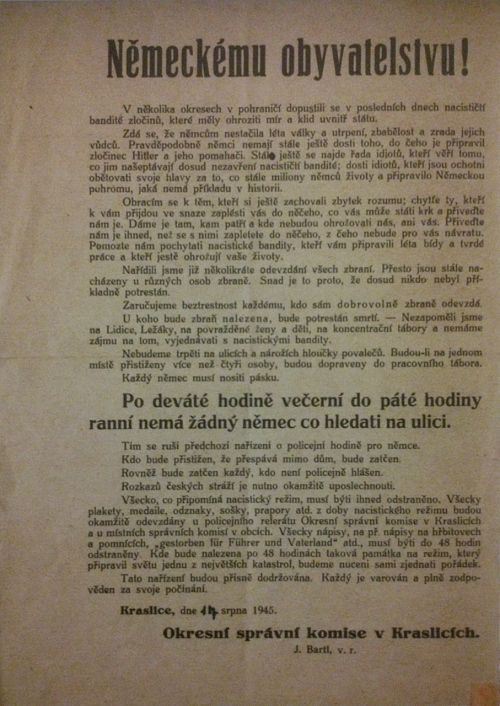 Německému obyvatelstvu!
V několika okresech v pohraničí dopustili se v posledních dnech nacističtí
bandité zločinů, které měly ohroziti mír a klid uvnitř státu.
Zdá se, že němcům nestačila léta války a utrpení, zbabělost a zrada jejich
vůdců. Pravděpodobně němci nemají stále ještě dosti toho, do čeho je připravil
zločinec Hitler a jeho pomahači. Stále ještě se najde řada idiotů, kteří věří tomu,
co jim našeptávají dosud nezavření nacističtí bandité; dosti idiotů, kteří jsou ochotni
obětovati svoje hlavy za to, co stále miliony němců životy a připravilo Německou
pohromu, jaká nemá příkladu v historii.
Obracím se k těm, kteří si ještě zachovali zbytek rozumu; chyťte ty, kteří
k vám přijdou ve snaze zaplésti vás do něčeho, co vás může státi krk a přiveďte
nám je. Dáme je tam, kam patří a kde nebudou ohrožovati nás, ani vás. Přiveďte
nám je ihned, než se s nimi zapletete do něčeho, z čeho nebude pro vás návratu.
Pomozte nám pochytati nacistické bandity, kteří vám připravili léta bídy a tvrdé
práce a kteří jestě ohrožují vaše životy.
Nařídili jsme již několikráte odevzdání všech zbraní. Přesto jsou stále na-
cházeny u různých osob zbraně. Snad je to proto, že dosud nikdo nebyl pří-
kladně potrestán.
Zaručujeme beztrestnost každému, kdo sám dobrovolně zbraně odevzdá.
U koho bude zbraň nalezena, bude potrestán smrtí. — Nezapoměli jsme
na Lidice, Ležáky, na povražděné ženy a děti, na koncentrační tábory a nemáme
zájmu na tom, vyjednávati s nacistickými bandity.
Nebudeme trpěti na ulicích a nárožích hloučky povalečů. Budou-li na jednom
místě přistiženy více než čtyři osoby, budou dopraveny do pracovního tábora.
Každý němec musí nositi pásku.
Po deváté hodině večerní do páté hodiny
ranní nemá žádný němec co hledati na ulici.
Tím se ruší předchozí nařízení o policejní hodině pro němce.
Kdo bude přistižen, že přespává mimo dům, bude zatčen.
Rovněž bude zatčen každý, kdo není policejně hlášen.
Rozkazů českých stráží je nutno okamžitě uposlechnouti.
Všecko, co připomíná nacistický režim, musí býti ihned odstraněno. Všecky
plakety, medaile, odznaky, sošky, prapory atd. z doby nacistického režimu budou
okamžitě odevzdány u policejního referátu Okresní správní komise v Kraslicích
a u místních správních komisí v obcích. Všecky nápisy, na př. nápisy na hřbitovech
a pomnících, „gestorben für Führer und Vaterland“ atd., musí býti do 48 hodin
odstraněny. Kde bude nalezena po 48 hodinách taková památka na režim, který
připravil světu jednu z největších katastrof, budeme nuceni sami zjednati pořádek.
Tato nařízení budou přísně dodržována. Každý je varován a plně zodpo-
věden za svoje počínání.
Kraslice, dne srpna 1945.
Okresní správní komise v Kraslicích.
J. Bartl, v. r.